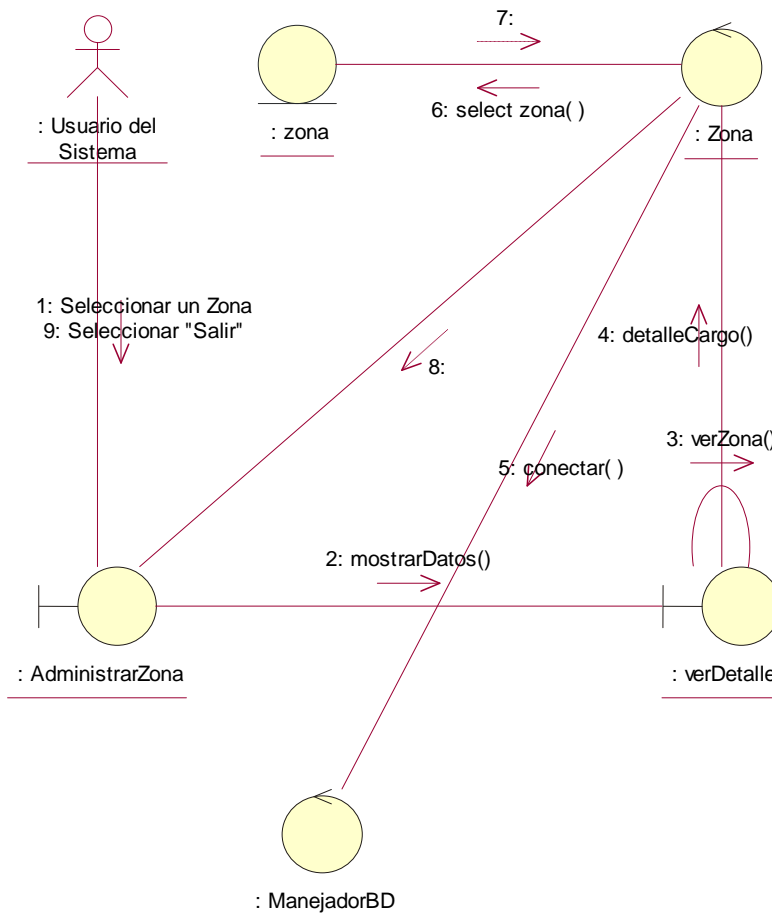 7:
6: select zona( )
: Usuario del
Sistema
: zona
: Zona
1: Seleccionar un Zona
9: Seleccionar "Salir"
8:
4: detalleCargo()
3: verZona()
5: conectar( )
2: mostrarDatos()
: AdministrarZona
: verDetalle
: ManejadorBD